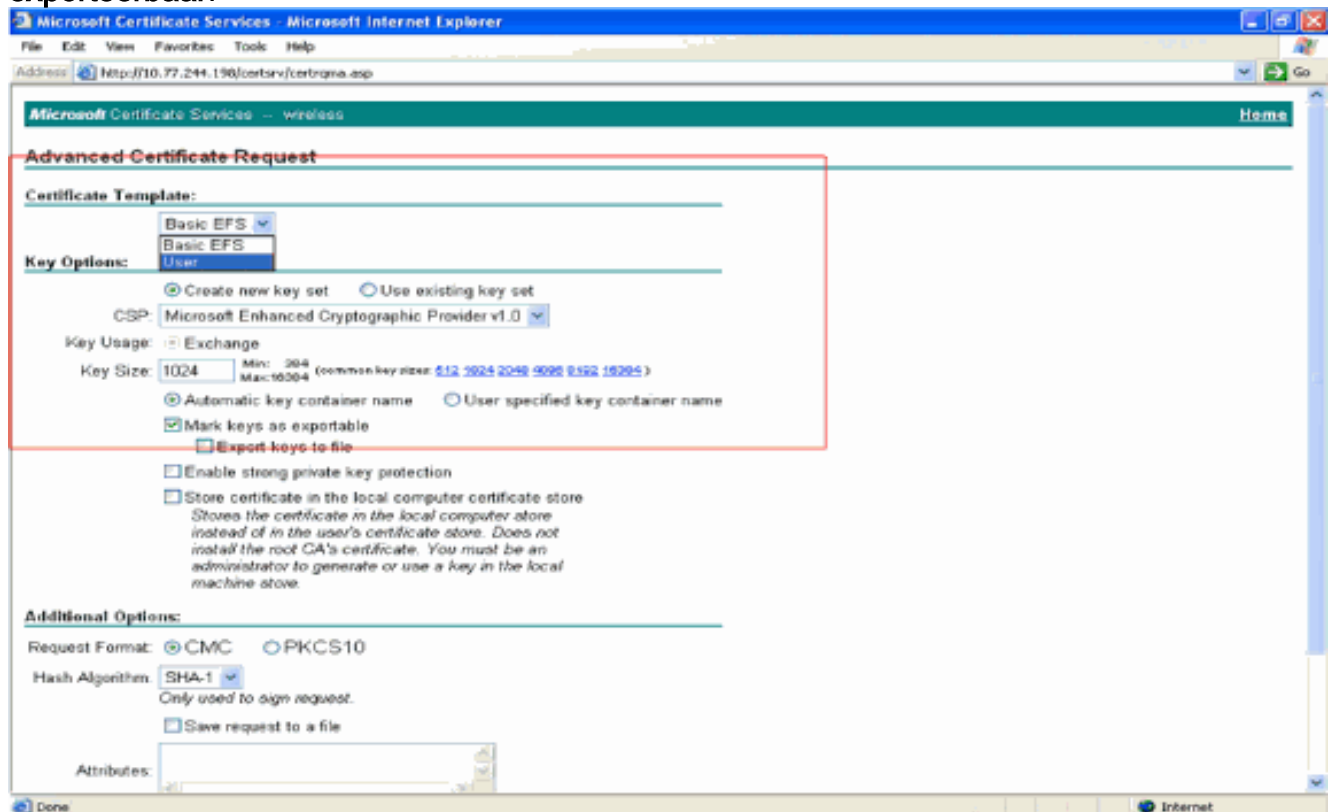 exporteerbaar.
Microsoft Certificate Services - Microsoft Internet Explorer
File Edit View Favorites Tools Help
Address http://10.77.244.198/certsrv/certrqma.asp Go
Microsoft Certificate Services -- wireless Home
Advanced Certificate Request
Certificate Template:
Basic EFS
Basic EFS
User
Key Options:
Create new key set Use existing key set
CSP: Microsoft Enhanced Cryptographic Provider v1.0
Key Usage: Exchange
Key Size: 1024 Min: 384 Max:16384 (common key sizes: 512 1024 2048 4096 8192 16384 )
Automatic key container name User specified key container name
Mark keys as exportable
Export keys to file
Enable strong private key protection
Store certificate in the local computer certificate store
Stores the certificate in the local computer store
instead of in the user's certificate store. Does not
install the root CA's certificate. You must be an
administrator to generate or use a key in the local
machine store.
Additional Options:
Request Format: CMC PKCS10
Hash Algorithm: SHA-1
Only used to sign request.
Save request to a file
Attributes:
Done Internet